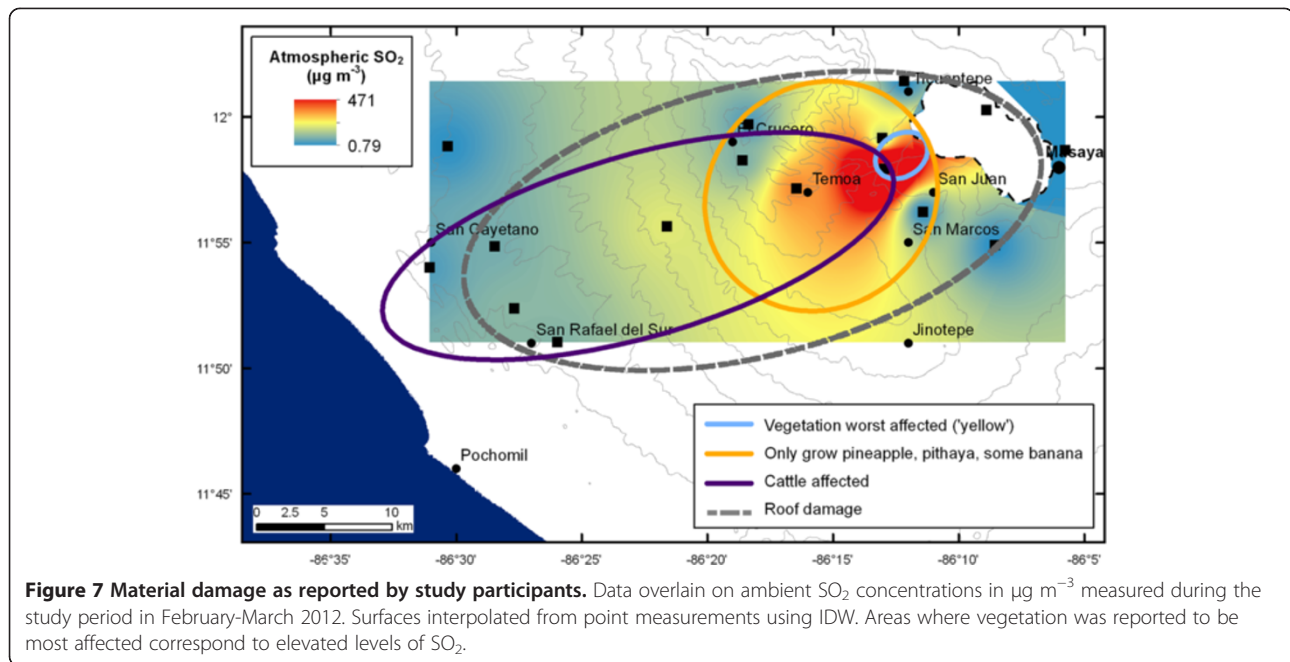 Atmospheric SO₂
(µg m⁻³)
471
0.79
12°
11°55'
11°50'
11°45'
El Crucero
Masaya
Temoa
San Juan
San Cayetano
San Marcos
San Rafael del Sur
Jinotepe
Pochomil
Vegetation worst affected ('yellow')
Only grow pineapple, pithaya, some banana
Cattle affected
Roof damage
0 2.5 5 10
km
-86°35' -86°30' -86°25' -86°20' -86°15' -86°10' -86°5'
Figure 7 Material damage as reported by study participants. Data overlain on ambient SO₂ concentrations in µg m⁻³ measured during the
study period in February-March 2012. Surfaces interpolated from point measurements using IDW. Areas where vegetation was reported to be
most affected correspond to elevated levels of SO₂.